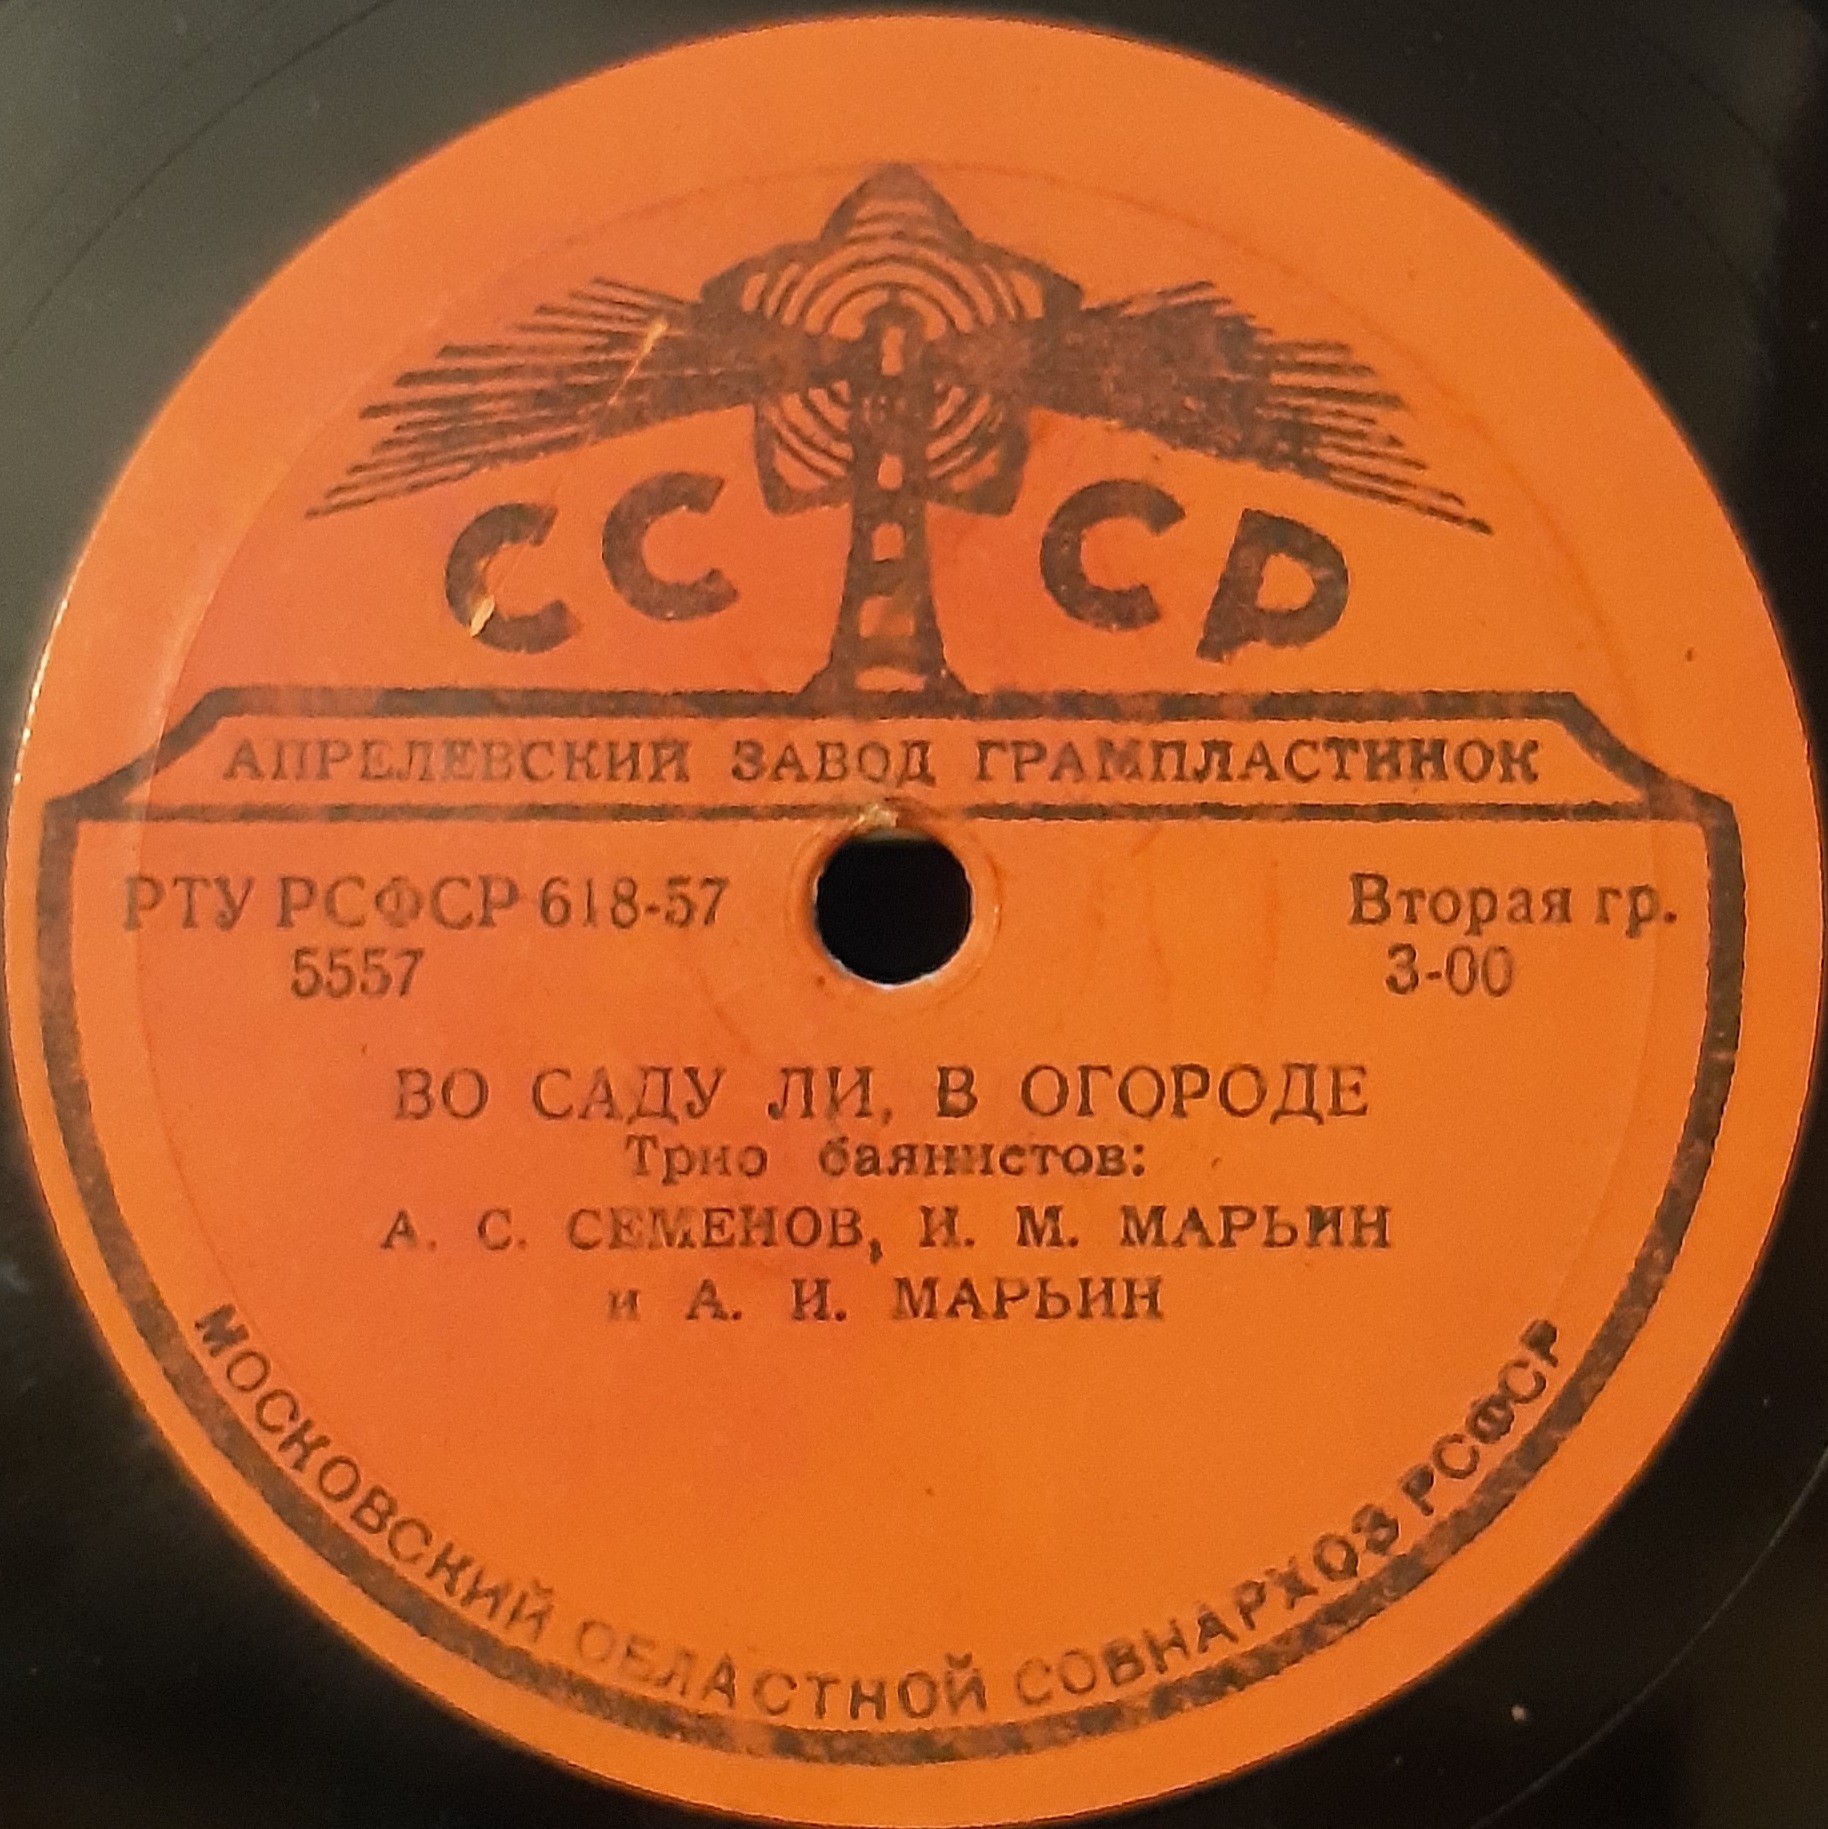 СССР
АПРЕЛЕВСКИЙ ЗАВОД ГРАМПЛАСТИНОК
РТУ РСФСР 618-57
5557
Вторая гр.
3-00
ВО САДУ ЛИ, В ОГОРОДЕ
Трио баянистов:
А. С. СЕМЕНОВ, И. М. МАРЬИН
и А. И. МАРЬИН
МОСКОВСКИЙ ОБЛАСТНОЙ СОВНАРХОЗ РСФСР